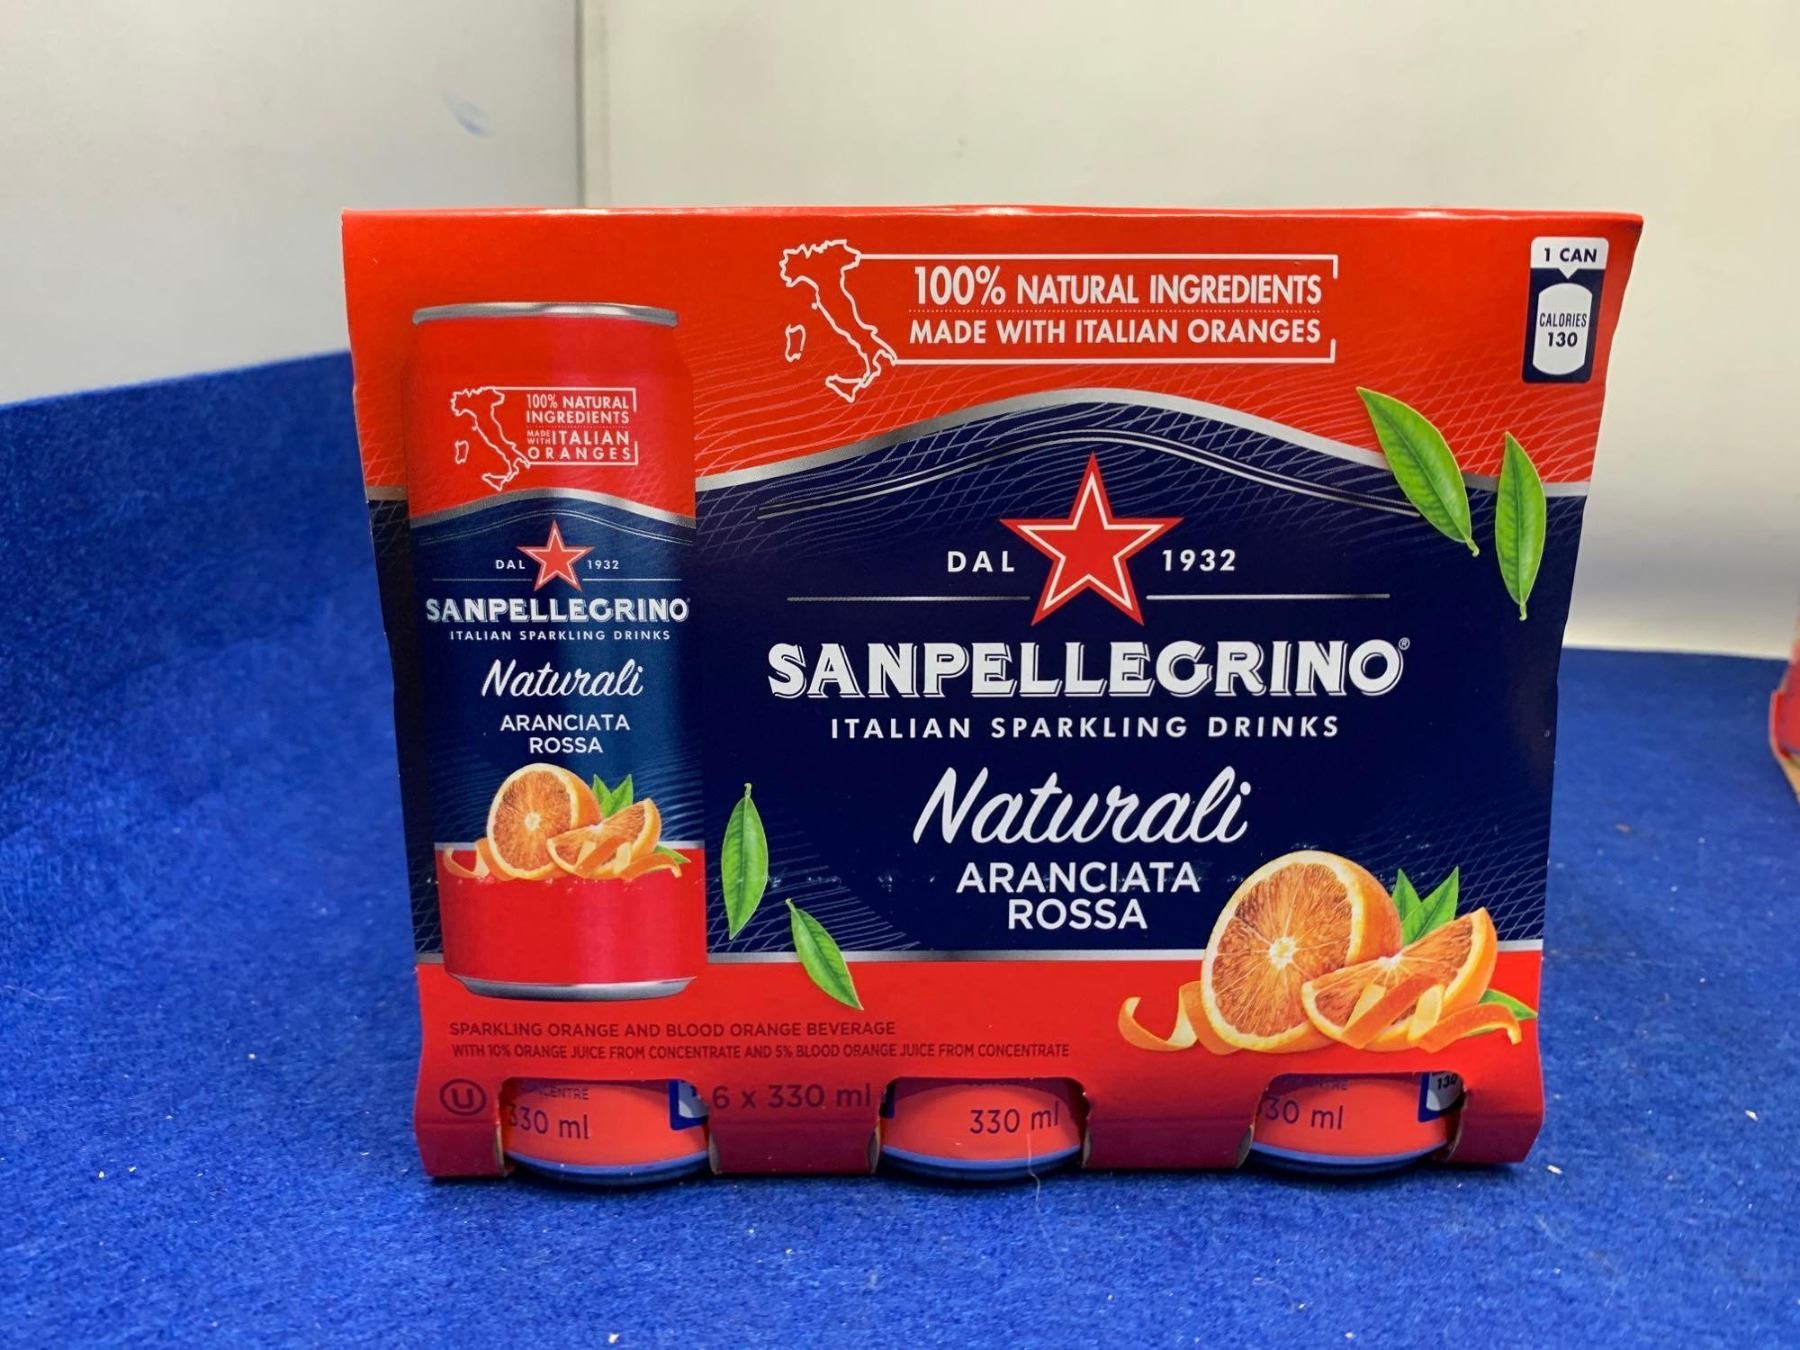 100% NATURAL INGREDIENTS
MADE WITH ITALIAN ORANGES
1 CAN
CALORIES
130
100% NATURAL
INGREDIENTS
MADE WITH ITALIAN
ORANGES
DAL 1932
SANPELLEGRINO
ITALIAN SPARKLING DRINKS
Naturali
ARANCIATA
ROSSA
DAL 1932
SANPELLEGRINO®
ITALIAN SPARKLING DRINKS
Naturali
ARANCIATA
ROSSA
SPARKLING ORANGE AND BLOOD ORANGE BEVERAGE
WITH 10% ORANGE JUICE FROM CONCENTRATE AND 5% BLOOD ORANGE JUICE FROM CONCENTRATE
U
6 x 330 ml
330 ml
330 ml
30 ml
130